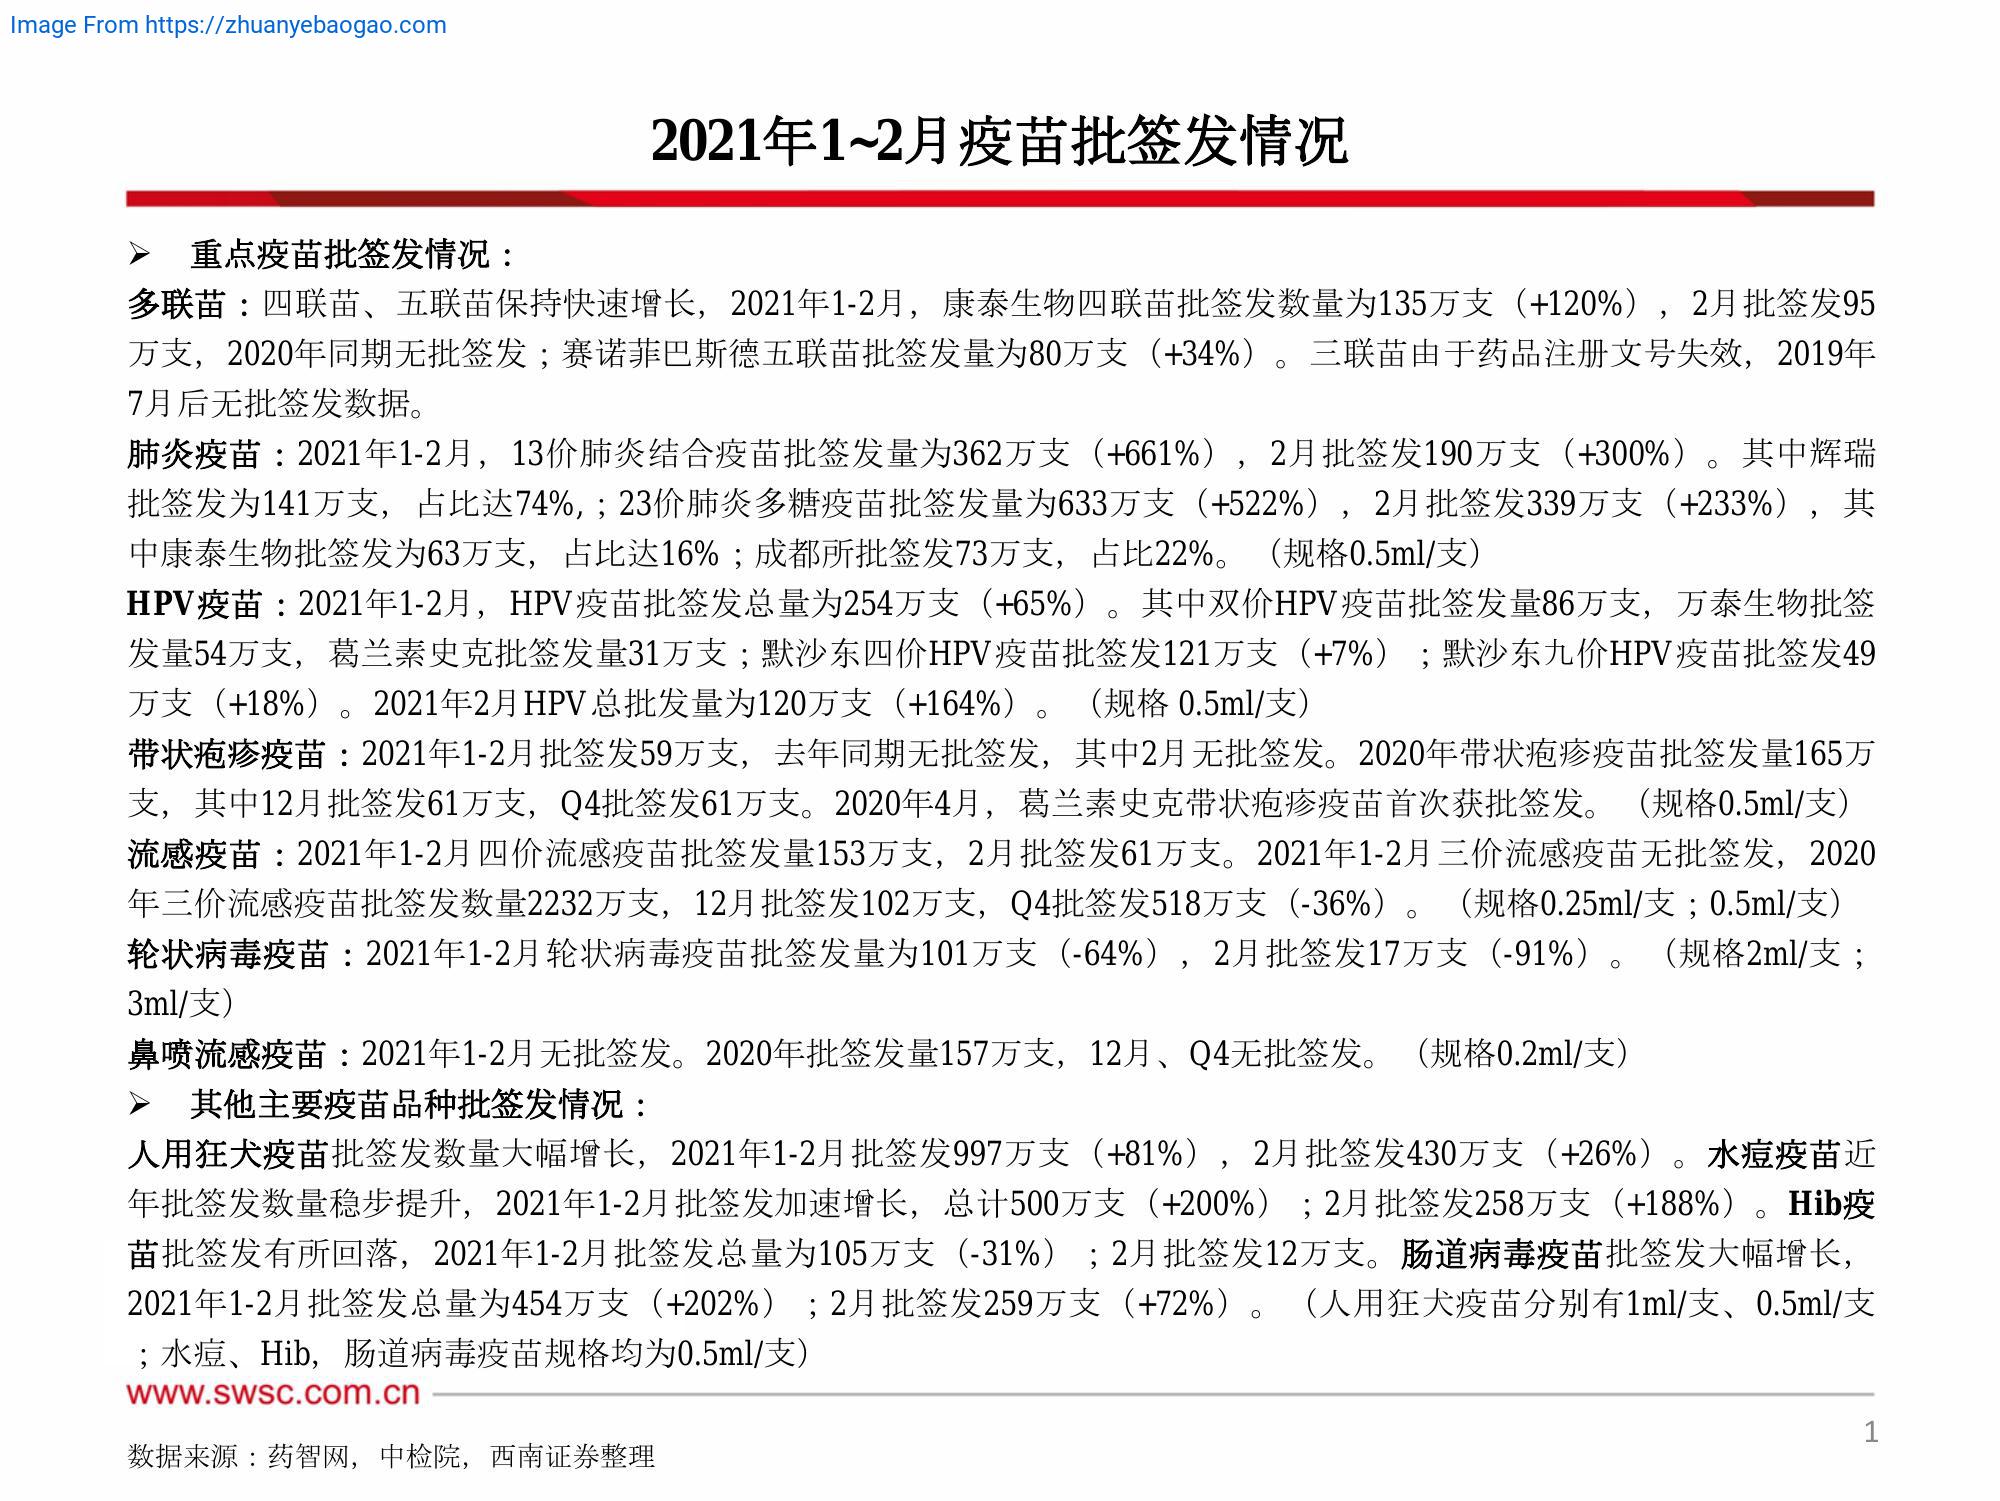 Image From https://zhuanyebaogao.com
2021年1~2月疫苗批签发情况
➢ 重点疫苗批签发情况：
多联苗：四联苗、五联苗保持快速增长，2021年1-2月，康泰生物四联苗批签发数量为135万支（+120%），2月批签发95
万支，2020年同期无批签发；赛诺菲巴斯德五联苗批签发量为80万支（+34%）。三联苗由于药品注册文号失效，2019年
7月后无批签发数据。
肺炎疫苗：2021年1-2月，13价肺炎结合疫苗批签发量为362万支（+661%），2月批签发190万支（+300%）。其中辉瑞
批签发为141万支，占比达74%,；23价肺炎多糖疫苗批签发量为633万支（+522%），2月批签发339万支（+233%），其
中康泰生物批签发为63万支，占比达16%；成都所批签发73万支，占比22%。（规格0.5ml/支）
HPV疫苗：2021年1-2月，HPV疫苗批签发总量为254万支（+65%）。其中双价HPV疫苗批签发量86万支，万泰生物批签
发量54万支，葛兰素史克批签发量31万支；默沙东四价HPV疫苗批签发121万支（+7%）；默沙东九价HPV疫苗批签发49
万支（+18%）。2021年2月HPV总批发量为120万支（+164%）。（规格 0.5ml/支）
带状疱疹疫苗：2021年1-2月批签发59万支，去年同期无批签发，其中2月无批签发。2020年带状疱疹疫苗批签发量165万
支，其中12月批签发61万支，Q4批签发61万支。2020年4月，葛兰素史克带状疱疹疫苗首次获批签发。（规格0.5ml/支）
流感疫苗：2021年1-2月四价流感疫苗批签发量153万支，2月批签发61万支。2021年1-2月三价流感疫苗无批签发，2020
年三价流感疫苗批签发数量2232万支，12月批签发102万支，Q4批签发518万支（-36%）。（规格0.25ml/支；0.5ml/支）
轮状病毒疫苗：2021年1-2月轮状病毒疫苗批签发量为101万支（-64%），2月批签发17万支（-91%）。（规格2ml/支；
3ml/支）
鼻喷流感疫苗：2021年1-2月无批签发。2020年批签发量157万支，12月、Q4无批签发。（规格0.2ml/支）
➢ 其他主要疫苗品种批签发情况：
人用狂犬疫苗批签发数量大幅增长，2021年1-2月批签发997万支（+81%），2月批签发430万支（+26%）。水痘疫苗近
年批签发数量稳步提升，2021年1-2月批签发加速增长，总计500万支（+200%）；2月批签发258万支（+188%）。Hib疫
苗批签发有所回落，2021年1-2月批签发总量为105万支（-31%）；2月批签发12万支。肠道病毒疫苗批签发大幅增长，
2021年1-2月批签发总量为454万支（+202%）；2月批签发259万支（+72%）。（人用狂犬疫苗分别有1ml/支、0.5ml/支
；水痘、Hib，肠道病毒疫苗规格均为0.5ml/支）
www.swsc.com.cn
1
数据来源：药智网，中检院，西南证券整理